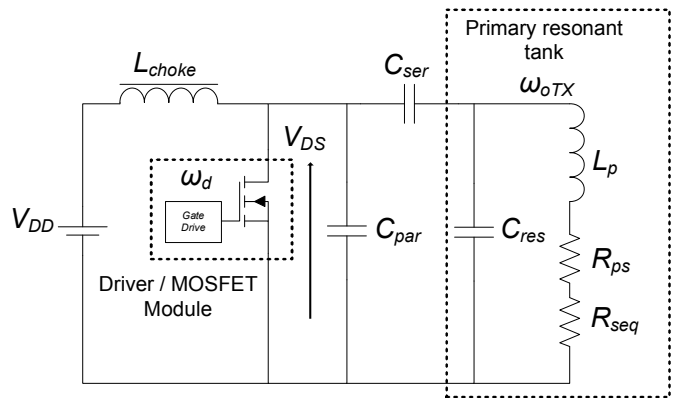 Primary resonant
tank
L_choke
C_ser
ω_oTX
V_DS
ω_d
L_p
Gate
Drive
V_DD
C_par
C_res
R_ps
Driver / MOSFET
Module
R_seq